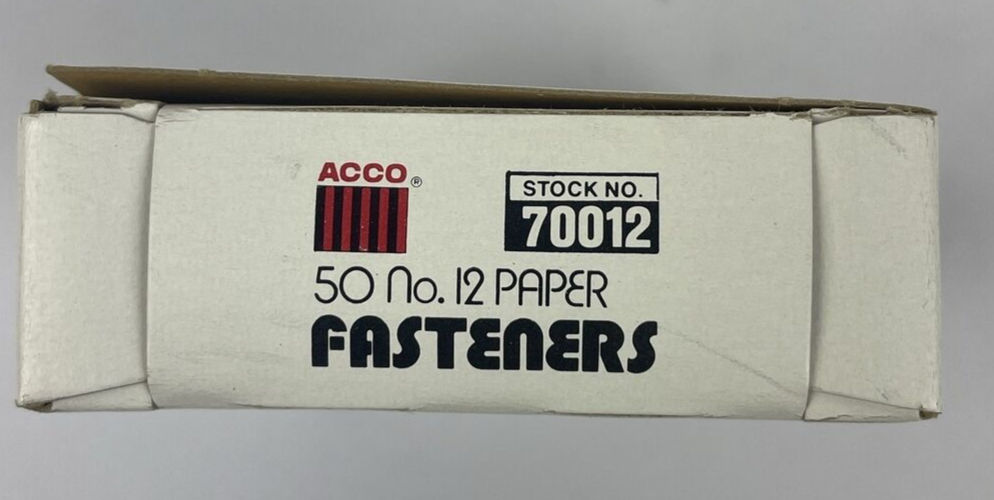 ACCO®
STOCK NO.
70012
50 No. 12 PAPER
FASTENERS